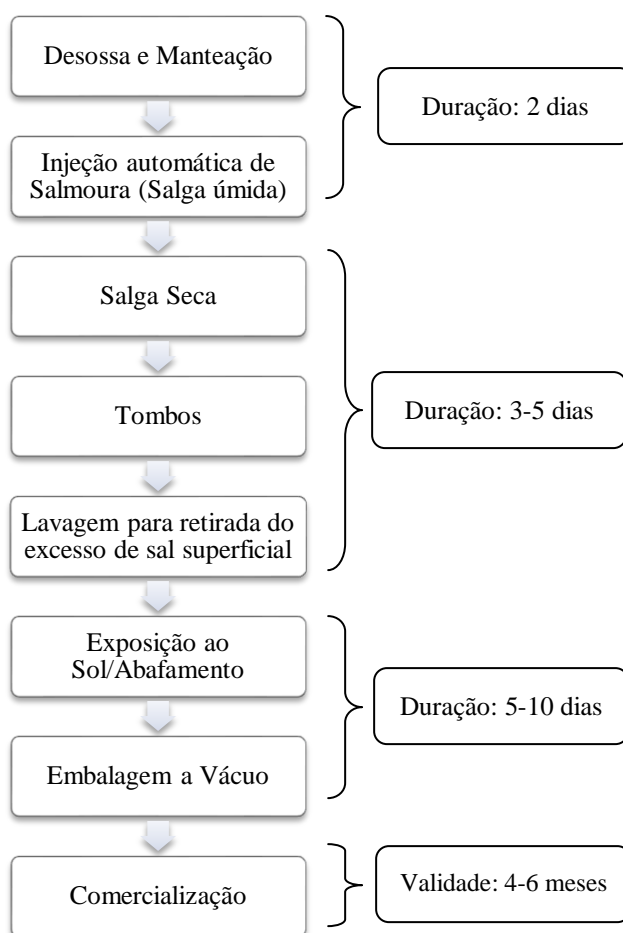 Desossa e Manteação
Duração: 2 dias
Injeção automática de
Salmoura (Salga úmida)
Salga Seca
Tombos
Duração: 3-5 dias
Lavagem para retirada do
excesso de sal superficial
Exposição ao
Sol/Abafamento
Duração: 5-10 dias
Embalagem a Vácuo
Comercialização
Validade: 4-6 meses